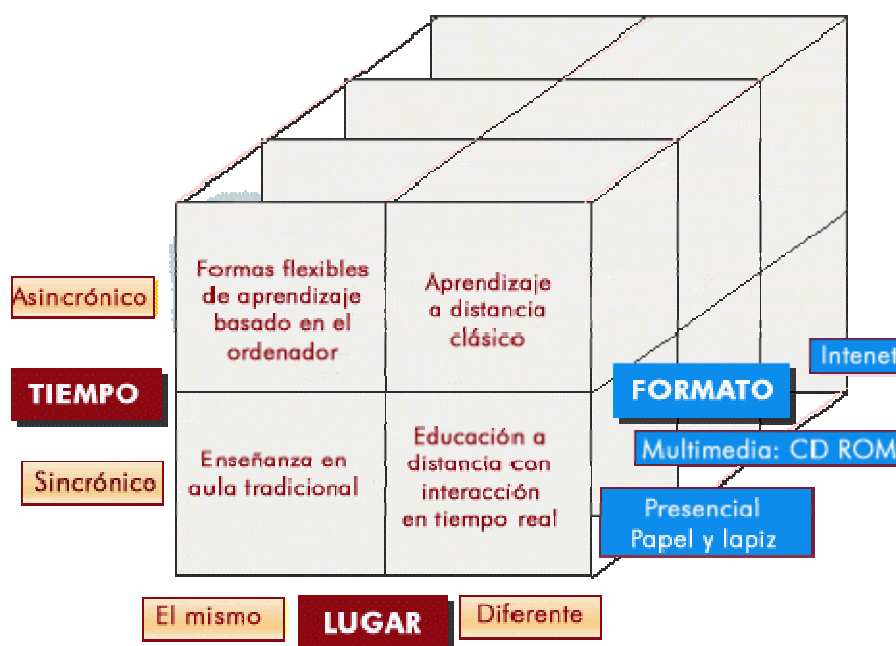 Formas flexibles
de aprendizaje
basado en el
ordenador
Aprendizaje
a distancia
clásico
Asincrónico
TIEMPO
Sincrónico
Enseñanza en
aula tradicional
Educación a
distancia con
interacción
en tiempo real
Intenet
FORMATO
Multimedia: CD ROM
Presencial
Papel y lapiz
El mismo
LUGAR
Diferente